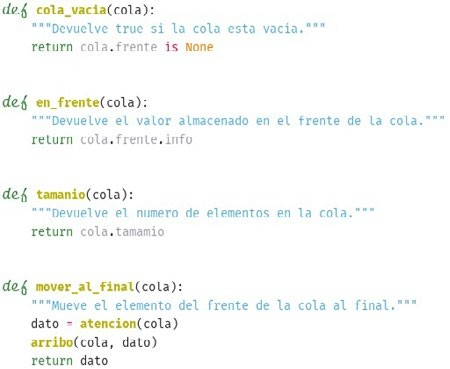 def cola_vacia(cola):
"""Devuelve true si la cola esta vacia."""
return cola.frente is None
def en_frente(cola):
"""Devuelve el valor almacenado en el frente de la cola."""
return cola.frente.info
def tamanio(cola):
"""Devuelve el numero de elementos en la cola."""
return cola.tamamio
def mover_al_final(cola):
"""Mueve el elemento del frente de la cola al final."""
dato = atencion(cola)
arribo(cola, dato)
return dato